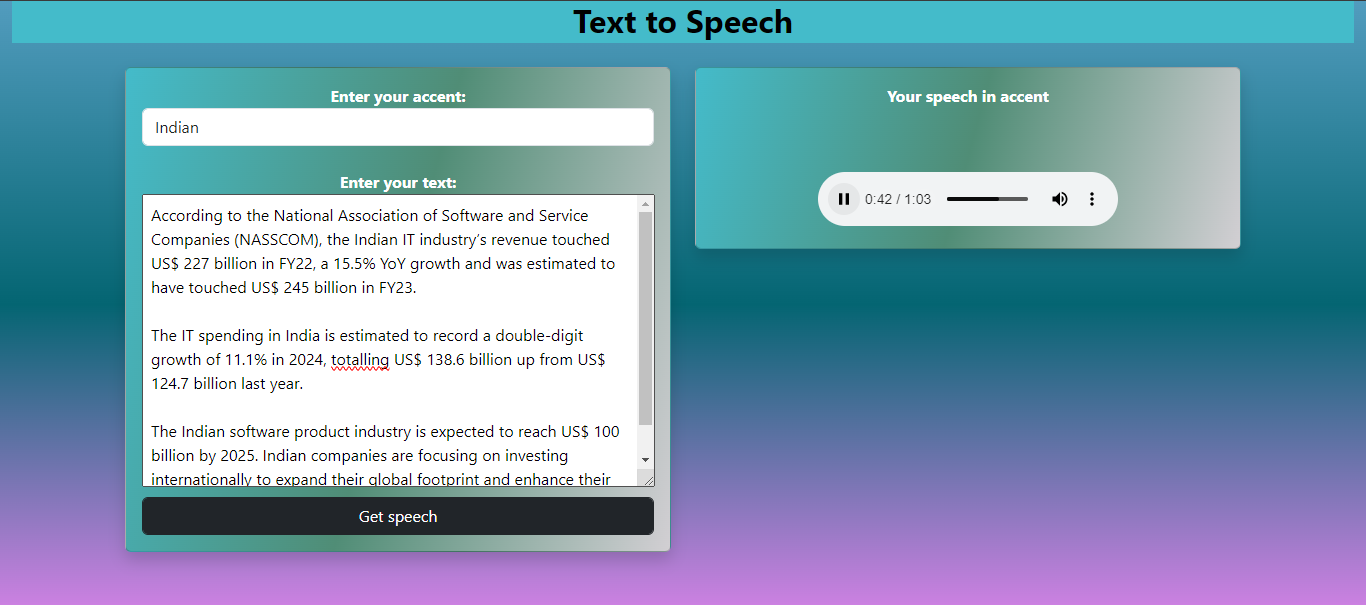 Text to Speech
Enter your accent:
Indian
Enter your text:
According to the National Association of Software and Service
Companies (NASSCOM), the Indian IT industry’s revenue touched
US$ 227 billion in FY22, a 15.5% YoY growth and was estimated to
have touched US$ 245 billion in FY23.
The IT spending in India is estimated to record a double-digit
growth of 11.1% in 2024, totalling US$ 138.6 billion up from US$
124.7 billion last year.
The Indian software product industry is expected to reach US$ 100
billion by 2025. Indian companies are focusing on investing
internationally to expand their global footprint and enhance their
Get speech
Your speech in accent
0:42 / 1:03